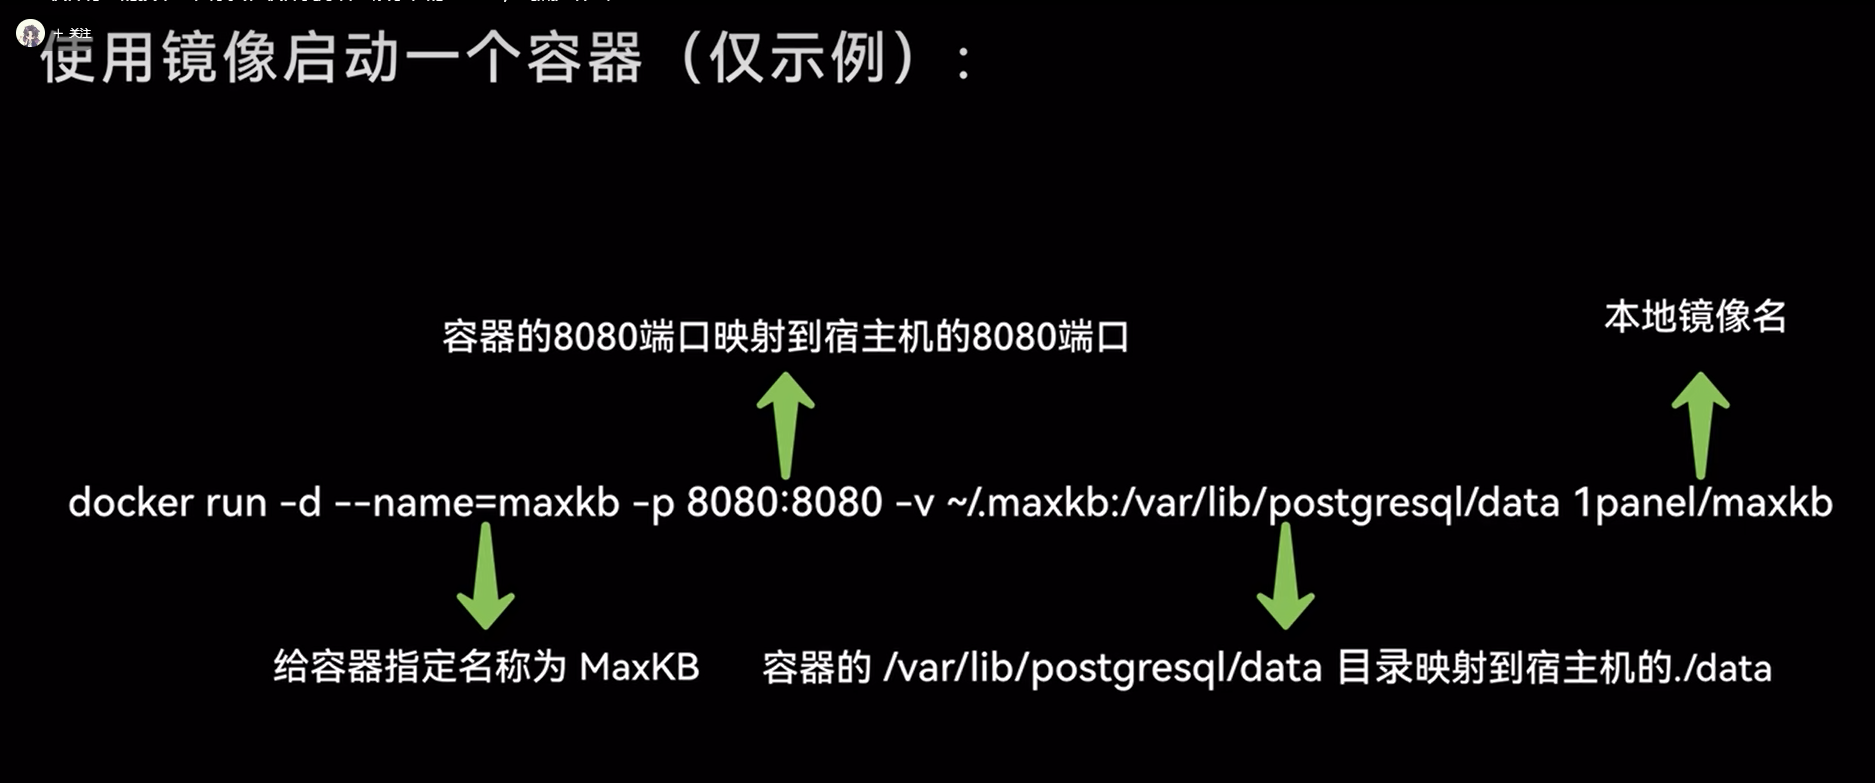 + 关注
使用镜像启动一个容器（仅示例）:
容器的8080端口映射到宿主机的8080端口
本地镜像名
docker run -d --name=maxkb -p 8080:8080 -v ~/.maxkb:/var/lib/postgresql/data 1panel/maxkb
给容器指定名称为 MaxKB
容器的 /var/lib/postgresql/data 目录映射到宿主机的./data